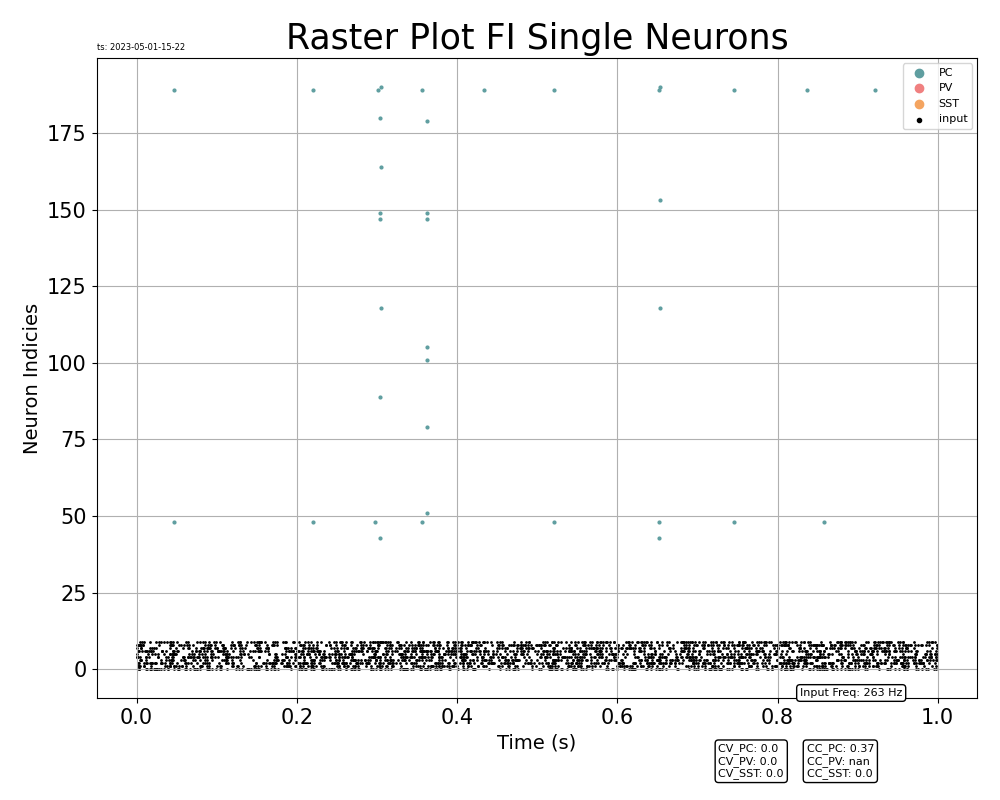 Raster Plot FI Single Neurons
ts: 2023-05-01-15-22
PC
PV
SST
input
175
150
125
100
75
50
25
0
Neuron Indicies
0.0 0.2 0.4 0.6 0.8 1.0
Time (s)
Input Freq: 263 Hz
CV_PC: 0.0
CV_PV: 0.0
CV_SST: 0.0
CC_PC: 0.37
CC_PV: nan
CC_SST: 0.0